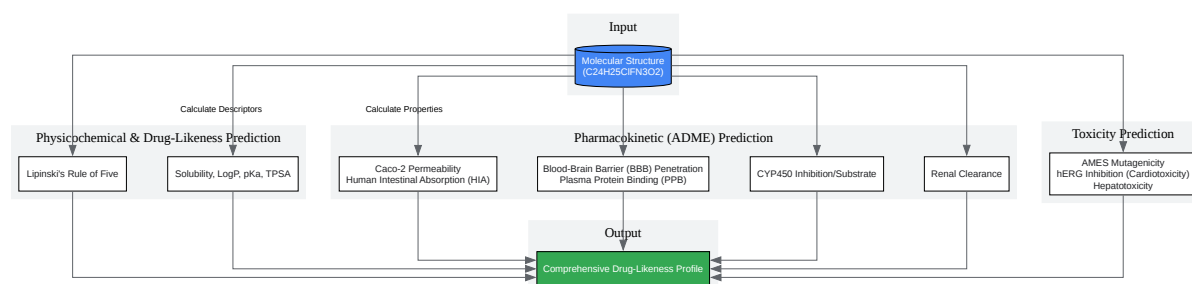 Input
Molecular Structure
(C24H25ClFN3O2)
Calculate Descriptors
Calculate Properties
Physicochemical & Drug-Likeness Prediction
Pharmacokinetic (ADME) Prediction
Toxicity Prediction
Lipinski's Rule of Five
Solubility, LogP, pKa, TPSA
Caco-2 Permeability
Human Intestinal Absorption (HIA)
Blood-Brain Barrier (BBB) Penetration
Plasma Protein Binding (PPB)
CYP450 Inhibition/Substrate
Renal Clearance
AMES Mutagenicity
hERG Inhibition (Cardiotoxicity)
Hepatotoxicity
Output
Comprehensive Drug-Likeness Profile